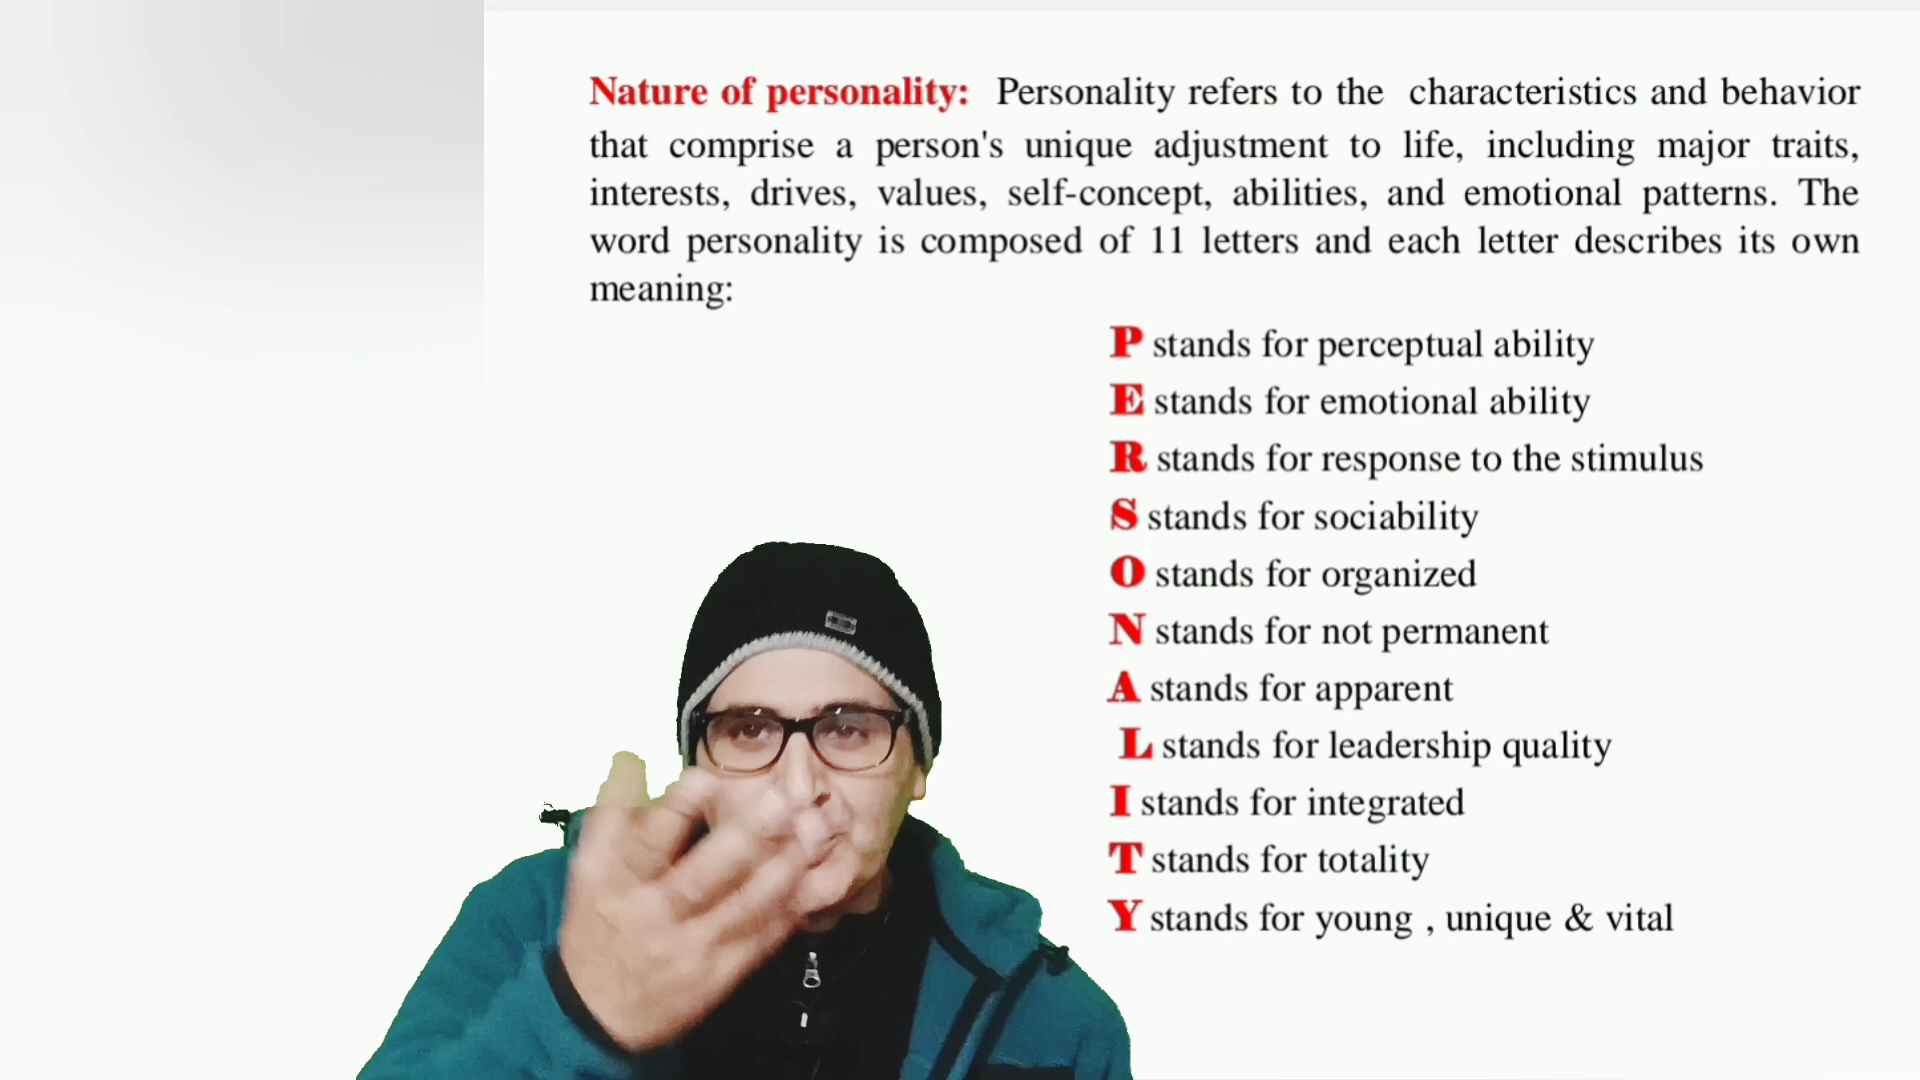 Nature of personality: Personality refers to the characteristics and behavior
that comprise a person's unique adjustment to life, including major traits,
interests, drives, values, self-concept, abilities, and emotional patterns. The
word personality is composed of 11 letters and each letter describes its own
meaning:
P stands for perceptual ability
E stands for emotional ability
R stands for response to the stimulus
S stands for sociability
O stands for organized
N stands for not permanent
A stands for apparent
L stands for leadership quality
I stands for integrated
T stands for totality
Y stands for young , unique & vital